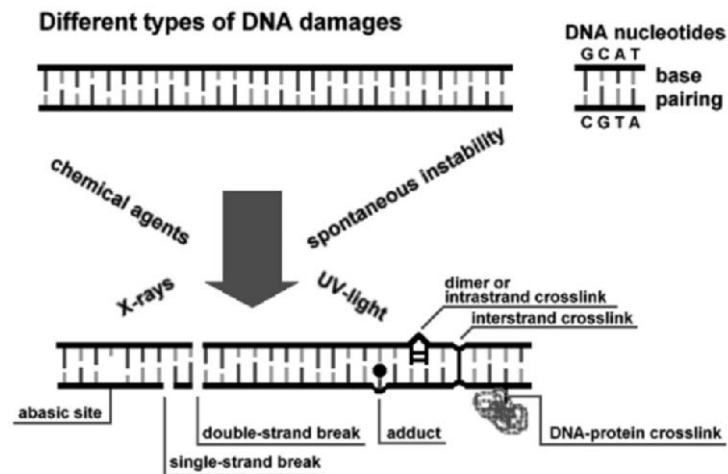 Different types of DNA damages
DNA nucleotides
G C A T
base
pairing
C G T A
chemical agents
spontaneous instability
X-rays
UV-light
dimer or
intrastrand crosslink
interstrand crosslink
abasic site
double-strand break
adduct
DNA-protein crosslink
single-strand break